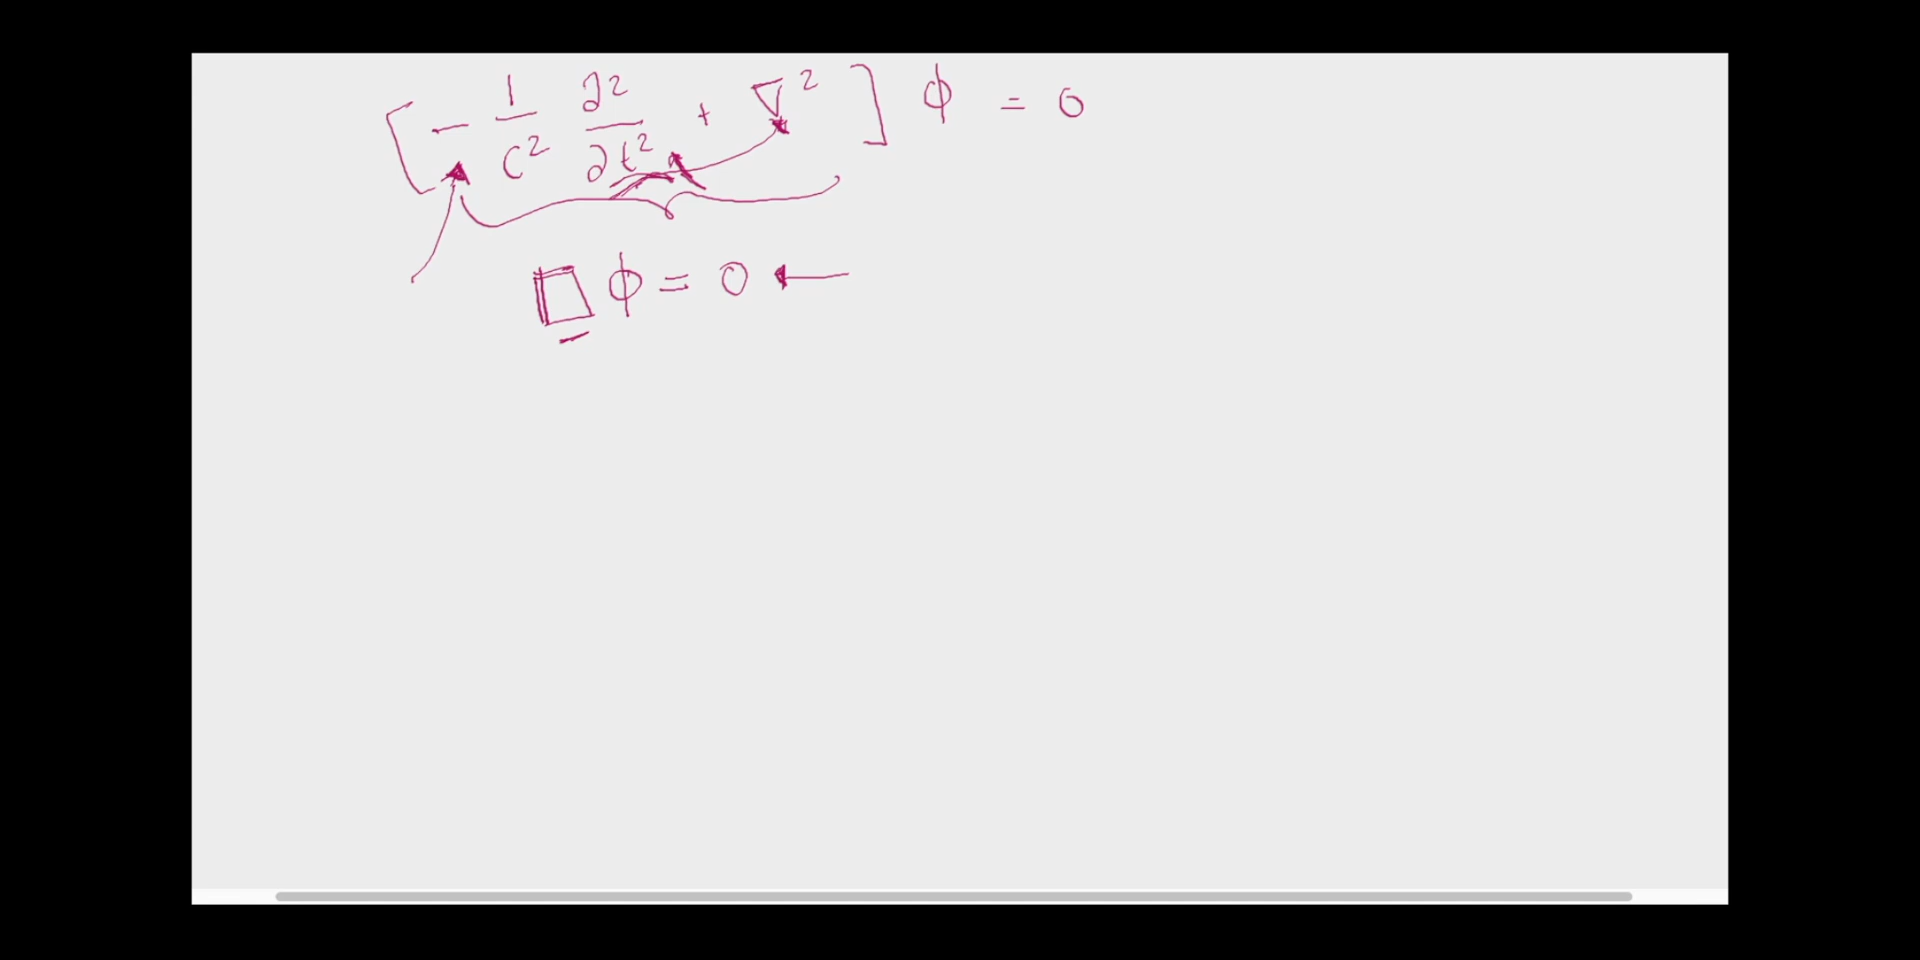 [- 1/c² ∂²/∂t² + ∇²] ϕ = 0
□ ϕ = 0